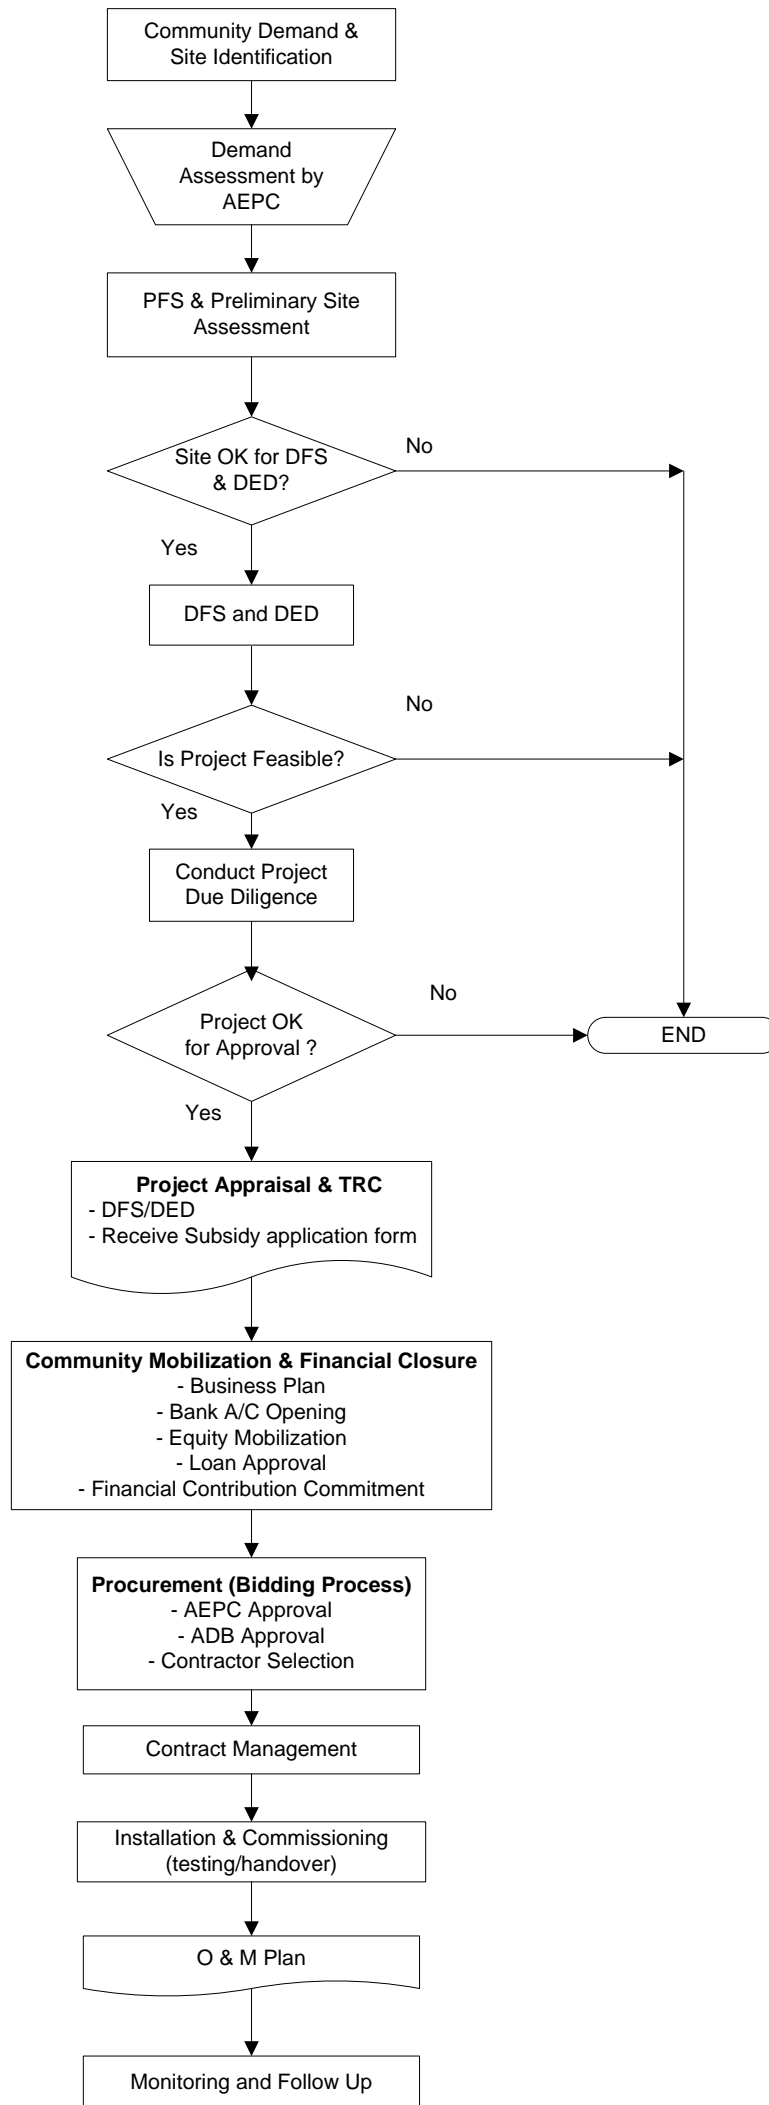 Community Demand &
Site Identification
Demand
Assessment by
AEPC
PFS & Preliminary Site
Assessment
Site OK for DFS
& DED?
No
Yes
DFS and DED
No
Is Project Feasible?
Yes
Conduct Project
Due Diligence
No
Project OK
for Approval ?
END
Yes
Project Appraisal & TRC
- DFS/DED
- Receive Subsidy application form
Community Mobilization & Financial Closure
- Business Plan
- Bank A/C Opening
- Equity Mobilization
- Loan Approval
- Financial Contribution Commitment
Procurement (Bidding Process)
- AEPC Approval
- ADB Approval
- Contractor Selection
Contract Management
Installation & Commissioning
(testing/handover)
O & M Plan
Monitoring and Follow Up